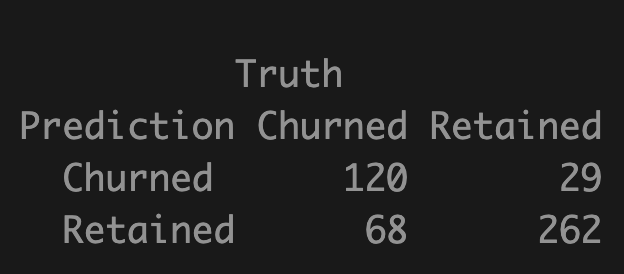 Truth
Prediction Churned Retained
Churned 120 29
Retained 68 262